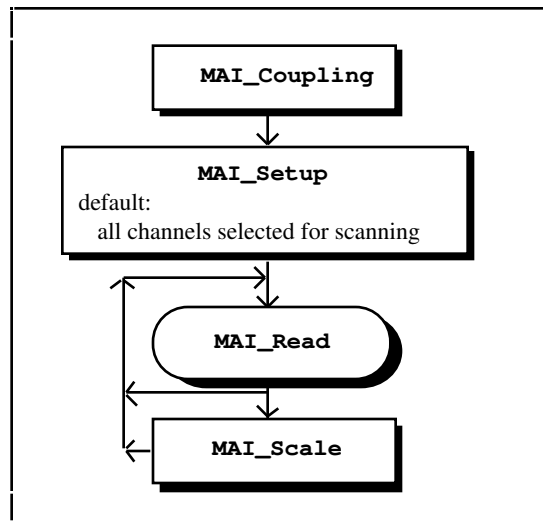 MAI_Coupling
MAI_Setup
default:
all channels selected for scanning
MAI_Read
MAI_Scale